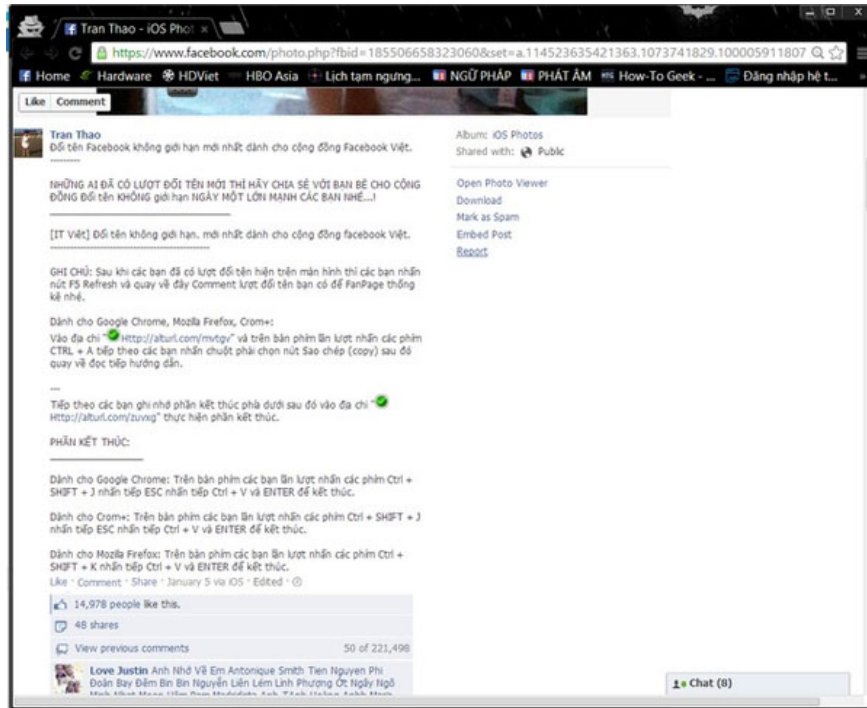 Tran Thao - iOS Phot
https://www.facebook.com/photo.php?fbid=185506658323060&set=a.114523635421363.1073741829.100005911807
Home Hardware HDViet HBO Asia Lịch tạm ngưng... NGỮ PHÁP PHÁT ÂM How-To Geek - ... Đăng nhập hệ t...
Like Comment
Tran Thao
Đổi tên Facebook không giới hạn mới nhất dành cho cộng đồng Facebook Việt.
---------
NHỮNG AI ĐÃ CÓ LƯỢT ĐỔI TÊN MỚI THÌ HÃY CHIA SẺ VỚI BẠN BÈ CHO CỘNG
ĐỒNG Đổi tên KHÔNG giới hạn NGÀY MỘT LỚN MẠNH CÁC BẠN NHÉ...!
[IT Việt] Đổi tên không giới hạn. mới nhất dành cho cộng đồng facebook Việt.
GHI CHÚ: Sau khi các bạn đã có lượt đổi tên hiện trên màn hình thì các bạn nhấn
nút F5 Refresh và quay về đây Comment lượt đổi tên bạn có để FanPage thống
kê nhé.
Dành cho Google Chrome, Mozila Firefox, Crom+:
Vào địa chỉ "Http://alturl.com/mvtgv" và trên bàn phím lần lượt nhấn các phím
CTRL + A tiếp theo các bạn nhấn chuột phải chọn nút Sao chép (copy) sau đó
quay về đọc tiếp hướng dẫn.
---
Tiếp theo các bạn ghi nhớ phần kết thúc phía dưới sau đó vào địa chỉ "
Http://alturl.com/zuvxg" thực hiện phần kết thúc.
PHẦN KẾT THÚC:
Dành cho Google Chrome: Trên bàn phím các bạn lần lượt nhấn các phím Ctrl +
SHIFT + J nhấn tiếp ESC nhấn tiếp Ctrl + V và ENTER để kết thúc.
Dành cho Crom+: Trên bàn phím các bạn lần lượt nhấn các phím Ctrl + SHIFT + J
nhấn tiếp ESC nhấn tiếp Ctrl + V và ENTER để kết thúc.
Dành cho Mozila Firefox: Trên bàn phím các bạn lần lượt nhấn các phím Ctrl +
SHIFT + K nhấn tiếp Ctrl + V và ENTER để kết thúc.
Like · Comment · Share · January 5 via iOS · Edited ·
14,978 people like this.
48 shares
View previous comments 50 of 221,498
Love Justin Anh Nhớ Về Em Antonique Smith Tien Nguyen Phi
Đoàn Bay Đêm Bin Bin Nguyễn Liên Lém Linh Phượng Ớt Ngây Ngô
Album: iOS Photos
Shared with: Public
Open Photo Viewer
Download
Mark as Spam
Embed Post
Report
Chat (8)